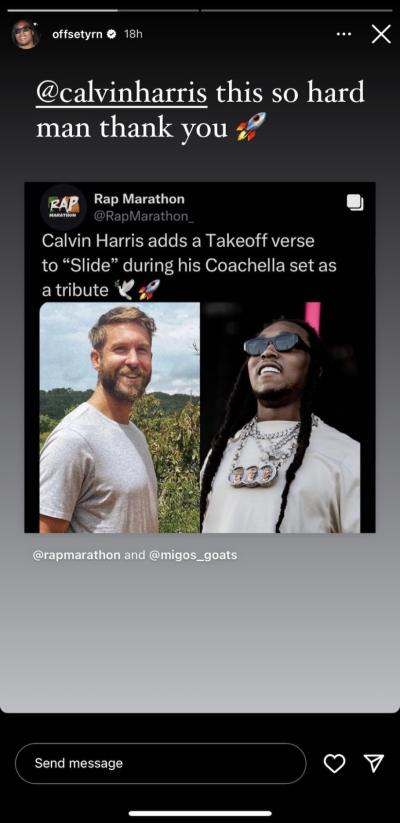 offsetyrn 18h
@calvinharris this so hard
man thank you 🚀
RAP
MARATHON
Rap Marathon
@RapMarathon_
Calvin Harris adds a Takeoff verse
to “Slide” during his Coachella set as
a tribute 🕊️🚀
@rapmarathon and @migos_goats
Send message